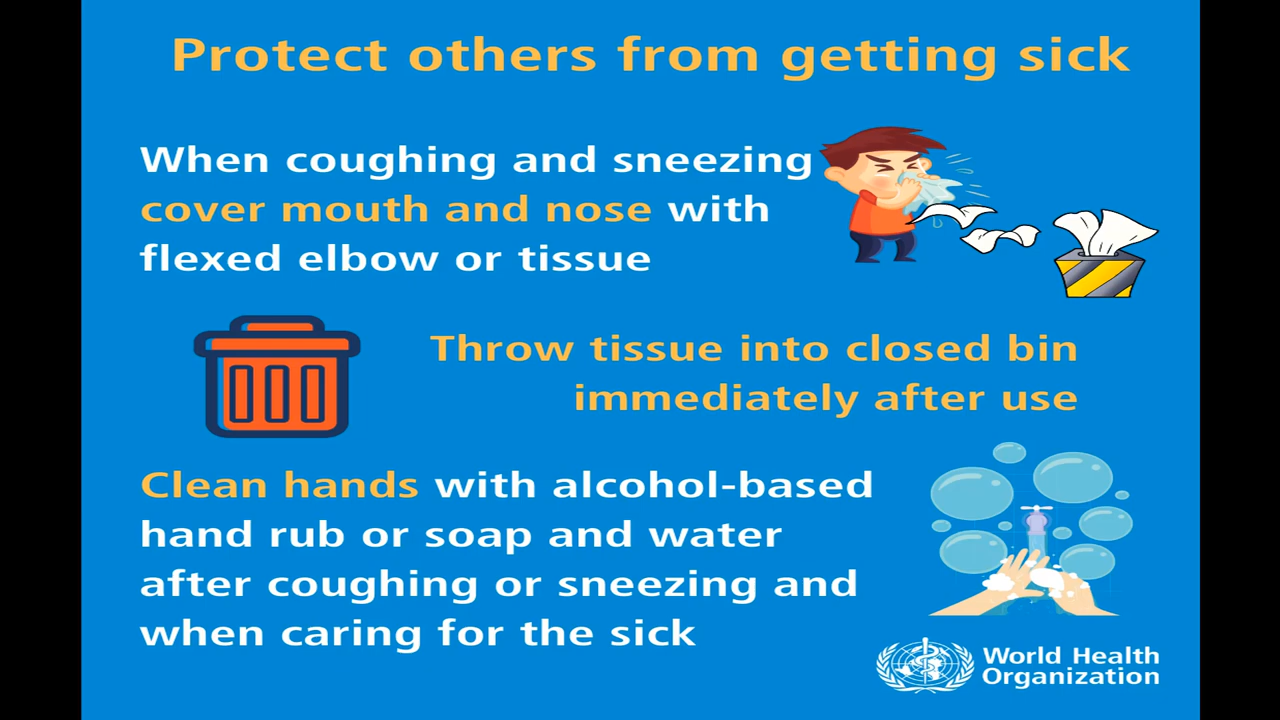 Protect others from getting sick
When coughing and sneezing
cover mouth and nose with
flexed elbow or tissue
Throw tissue into closed bin
immediately after use
Clean hands with alcohol-based
hand rub or soap and water
after coughing or sneezing and
when caring for the sick
World Health
Organization